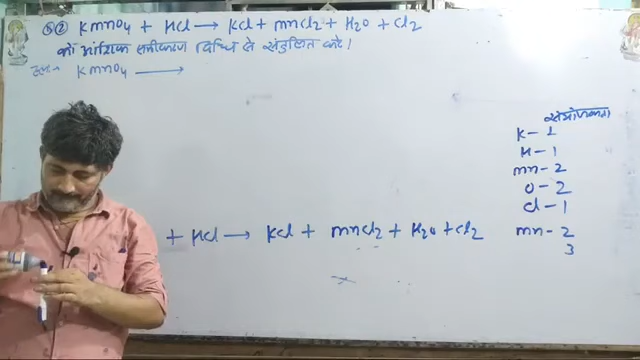 Q② KMnO4 + HCl → KCl + MnCl2 + H2O + Cl2
को आंशिक समीकरण विधि से संतुलित करें।
हल:- KMnO4 →
संयोजकता
K - 1
H - 1
Mn - 2
O - 2
Cl - 1
+ HCl → KCl + MnCl2 + H2O + Cl2
Mn - 2
3